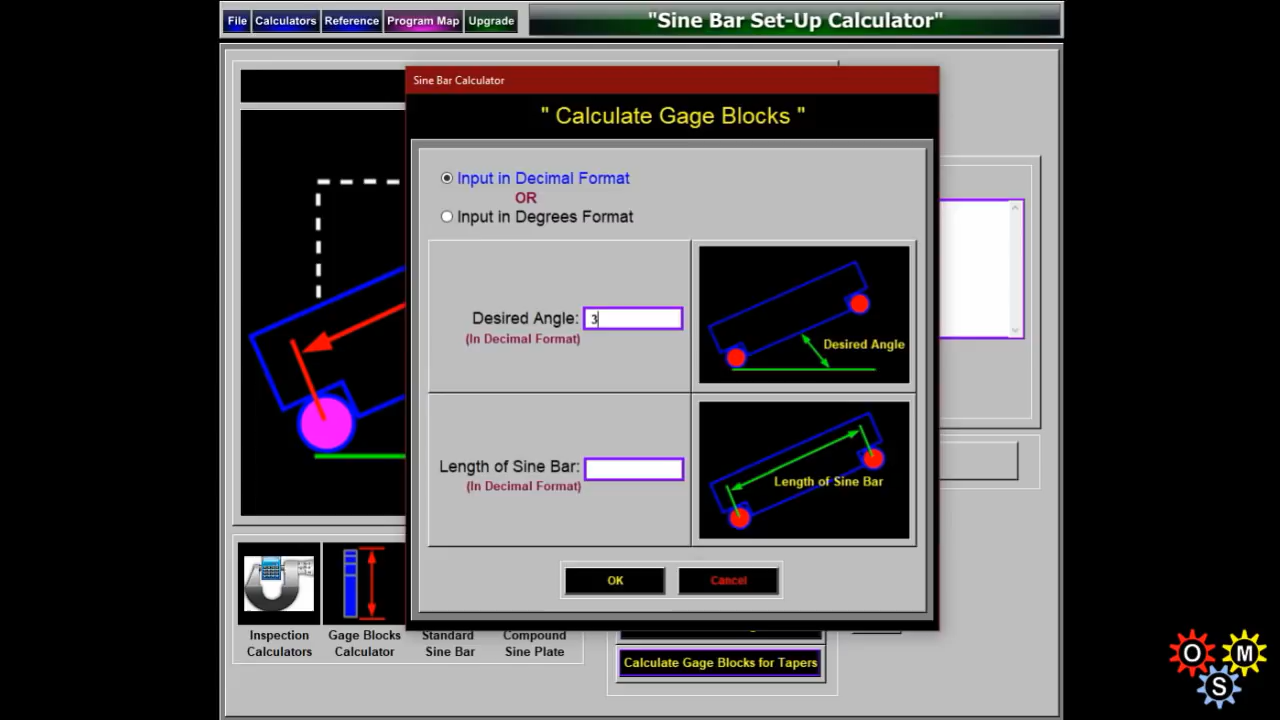 File Calculators Reference Program Map Upgrade
"Sine Bar Set-Up Calculator"
Sine Bar Calculator
" Calculate Gage Blocks "
Input in Decimal Format
OR
Input in Degrees Format
Desired Angle: 3
(In Decimal Format)
Desired Angle
Length of Sine Bar:
(In Decimal Format)
Length of Sine Bar
OK Cancel
Inspection
Calculators
Gage Blocks
Calculator
Standard
Sine Bar
Compound
Sine Plate
Calculate Gage Blocks for Tapers
O M
S